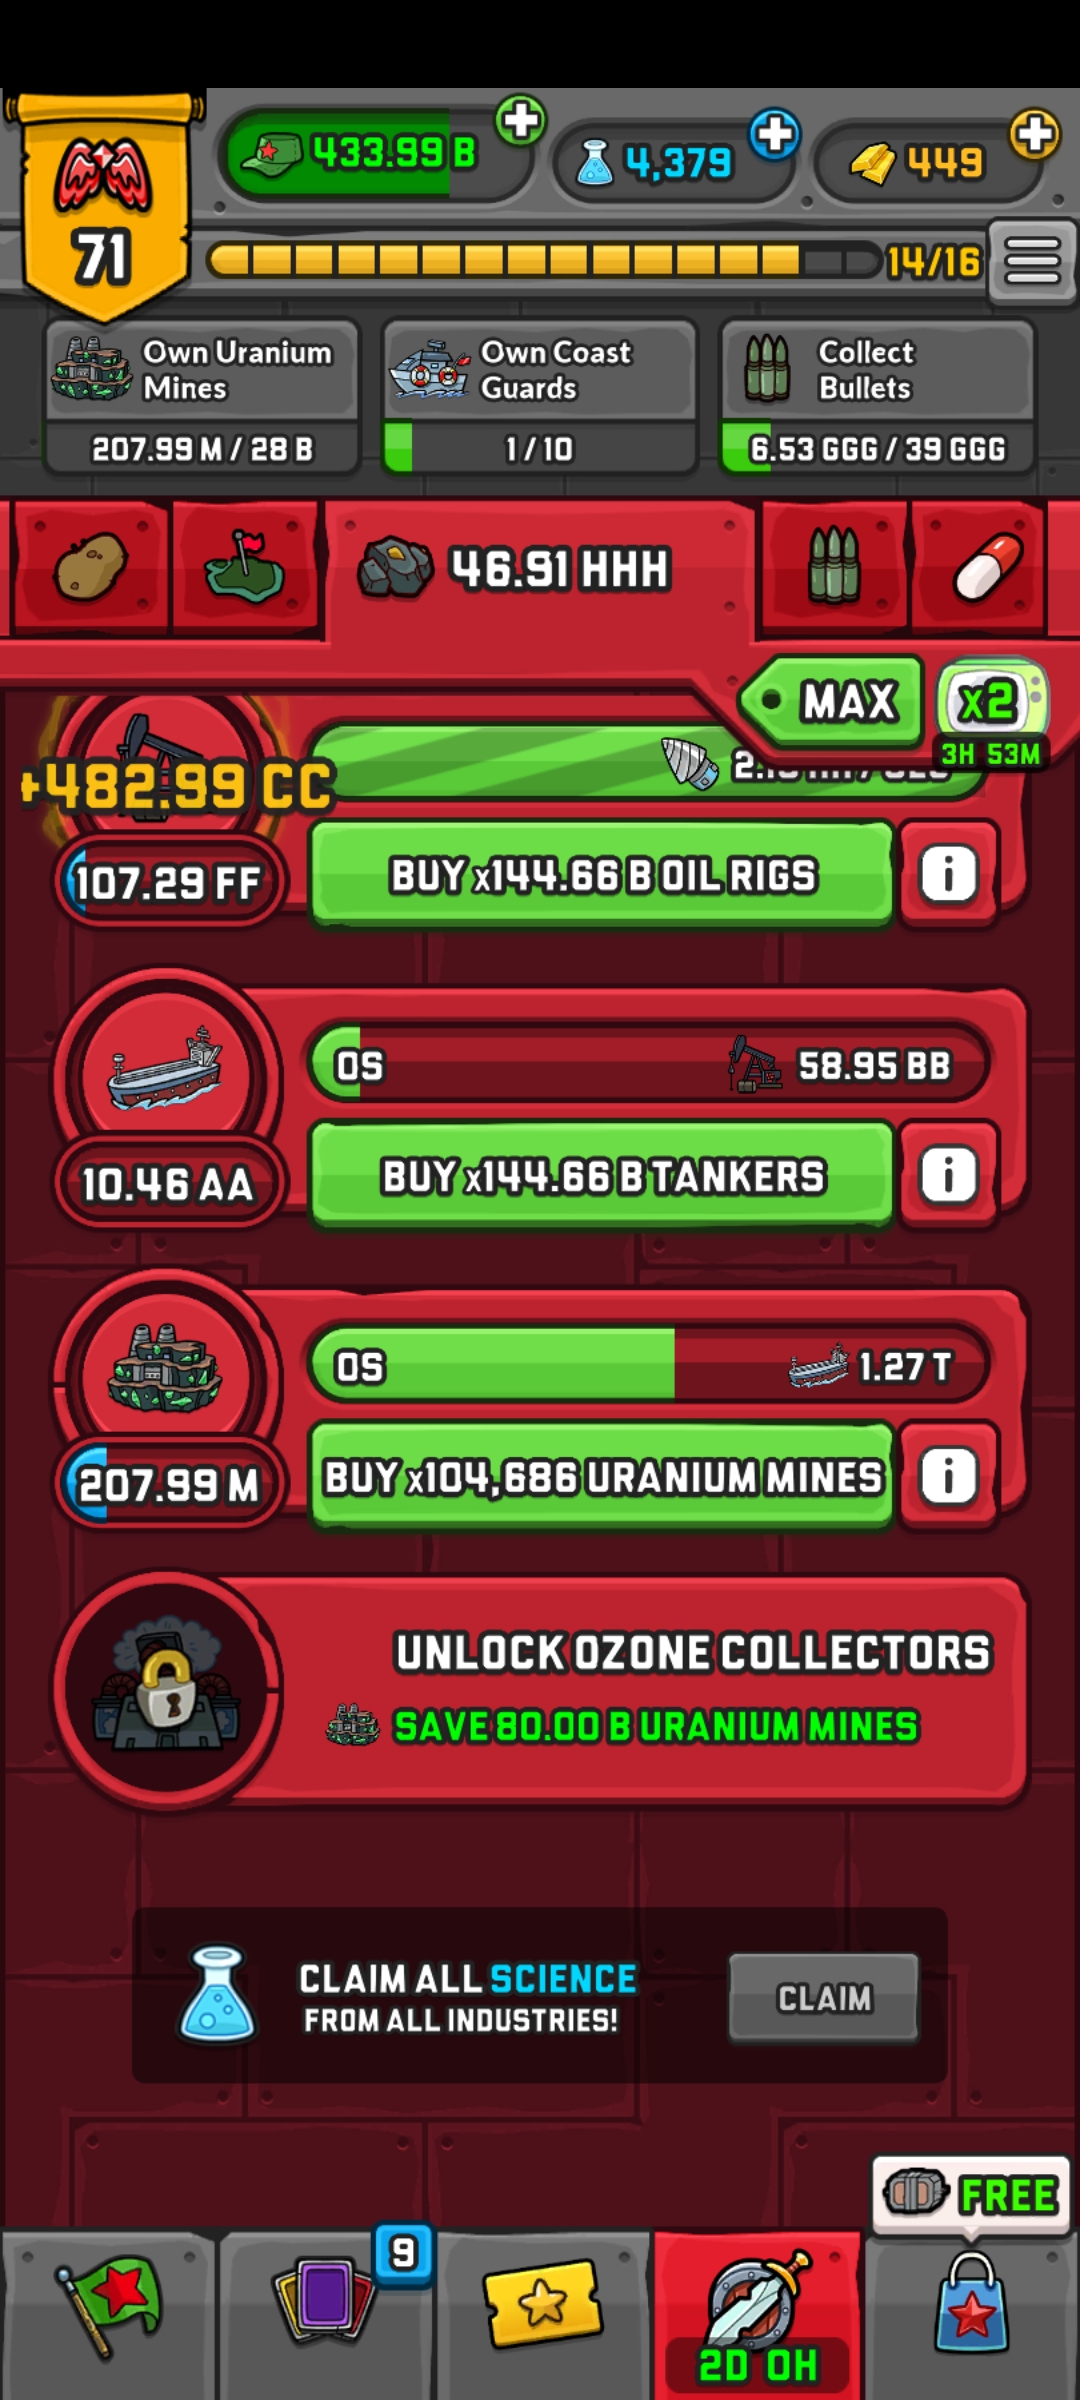 71
433.99 B
4,379
449
14/16
Own Uranium
Mines
207.99 M / 28 B
Own Coast
Guards
1 / 10
Collect
Bullets
6.53 GGG / 39 GGG
46.91 HHH
MAX
x2
3H 53M
+482.99 CC
107.29 FF
BUY x144.66 B OIL RIGS
i
0S
58.95 BB
10.46 AA
BUY x144.66 B TANKERS
i
0S
1.27 T
207.99 M
BUY x104,686 URANIUM MINES
i
UNLOCK OZONE COLLECTORS
SAVE 80.00 B URANIUM MINES
CLAIM ALL SCIENCE
FROM ALL INDUSTRIES!
CLAIM
FREE
9
2D 0H